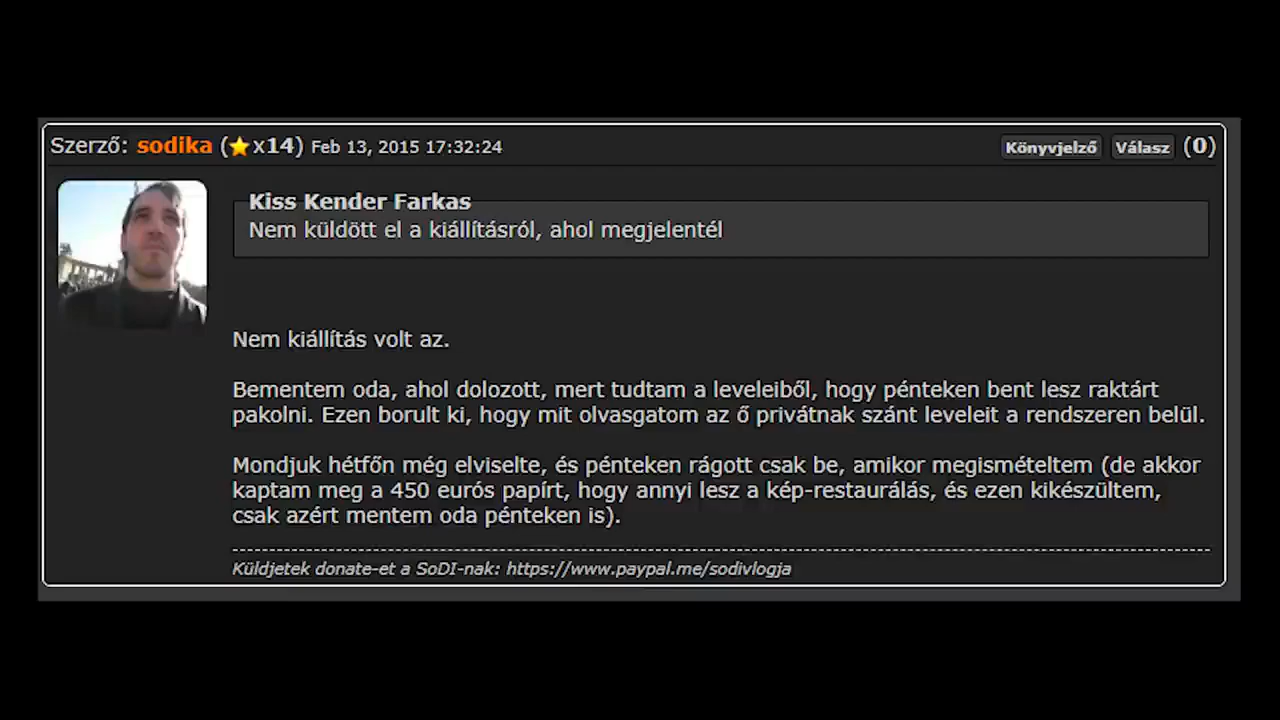 Szerző: sodika (⭐x14) Feb 13, 2015 17:32:24 Könyvjelző Válasz (0)
Kiss Kender Farkas
Nem küldött el a kiállításról, ahol megjelentél
Nem kiállítás volt az.
Bementem oda, ahol dolozott, mert tudtam a leveleiből, hogy pénteken bent lesz raktárt
pakolni. Ezen borult ki, hogy mit olvasgatom az ő privátnak szánt leveleit a rendszeren belül.
Mondjuk hétfőn még elviselte, és pénteken rágott csak be, amikor megismételtem (de akkor
kaptam meg a 450 eurós papírt, hogy annyi lesz a kép-restaurálás, és ezen kikészültem,
csak azért mentem oda pénteken is).
Küldjetek donate-et a SoDI-nak: https://www.paypal.me/sodivlogja